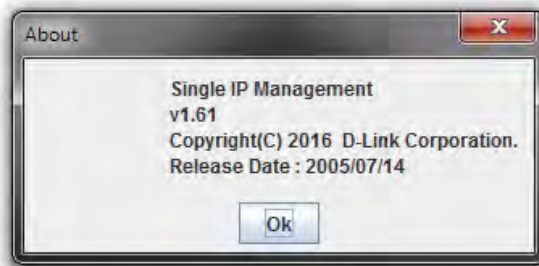 About
Single IP Management
v1.61
Copyright(C) 2016 D-Link Corporation.
Release Date : 2005/07/14
Ok